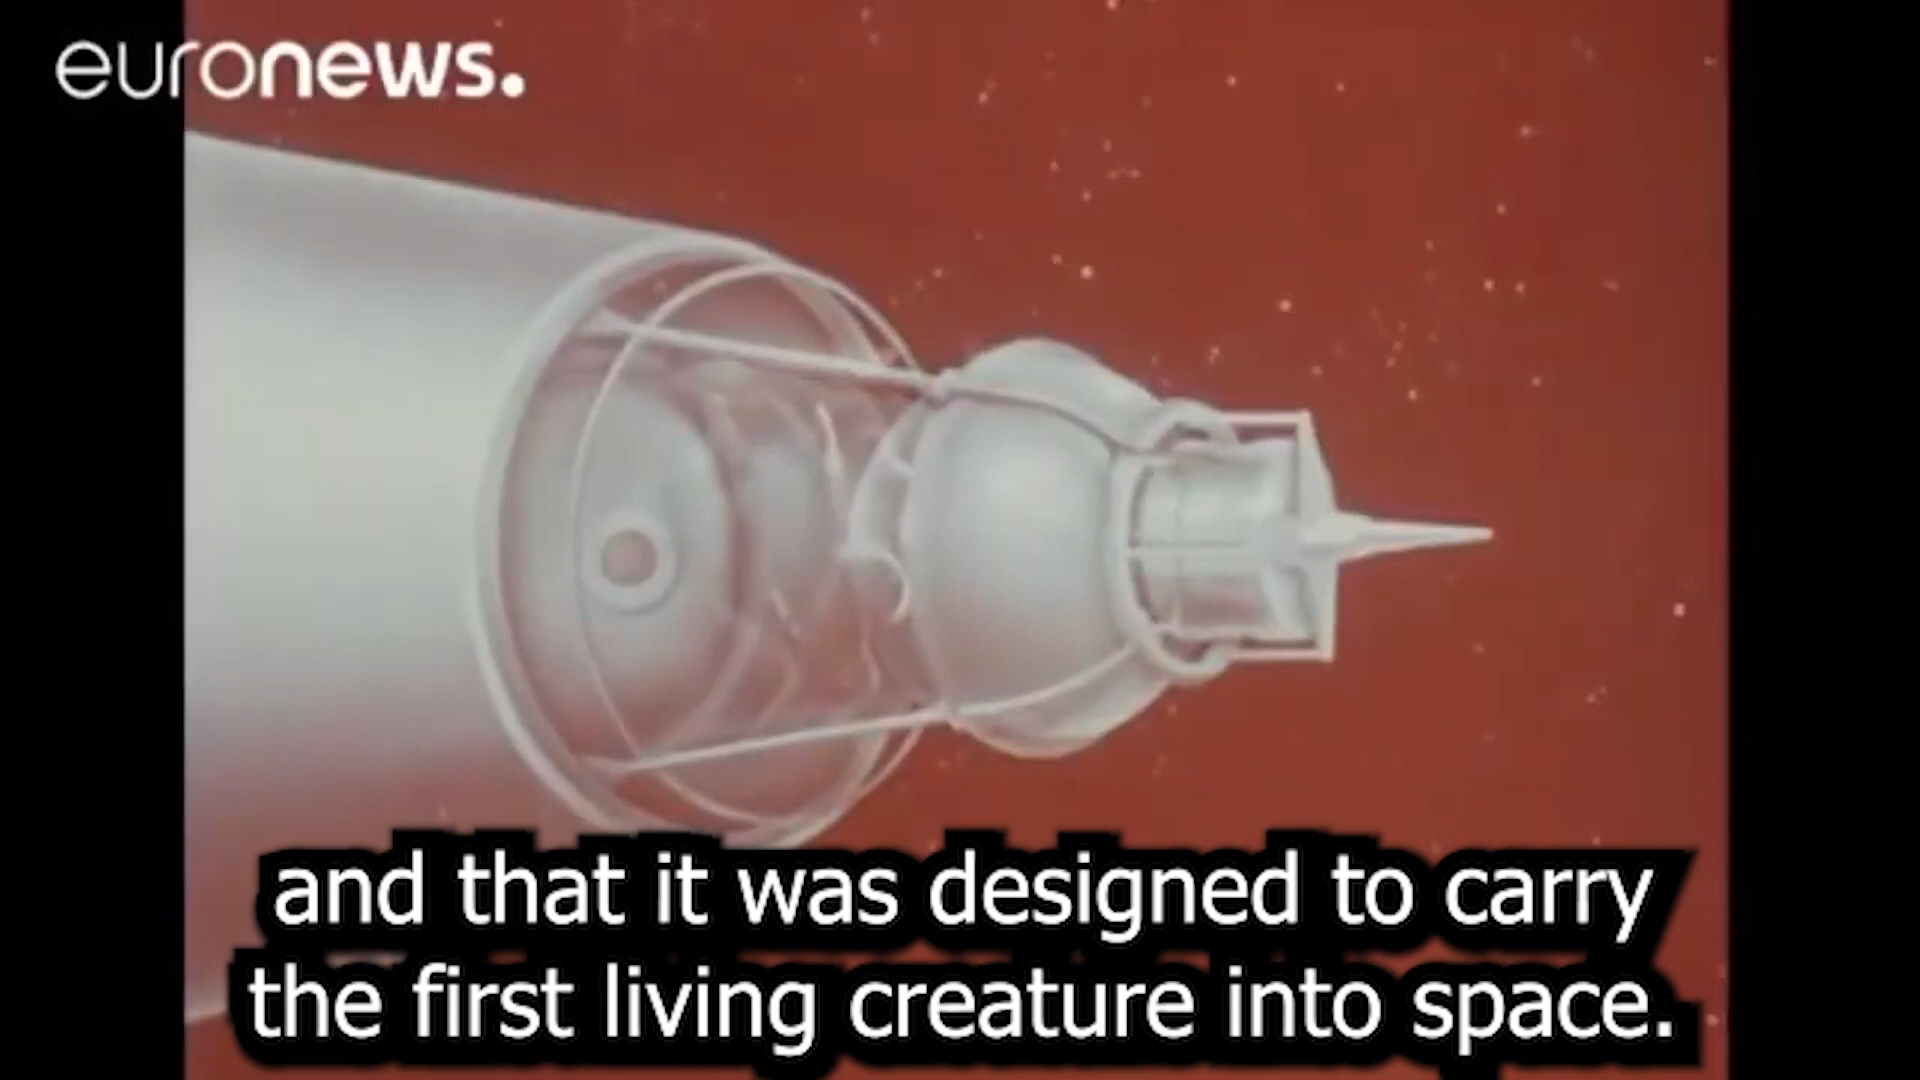 euronews.
and that it was designed to carry
the first living creature into space.